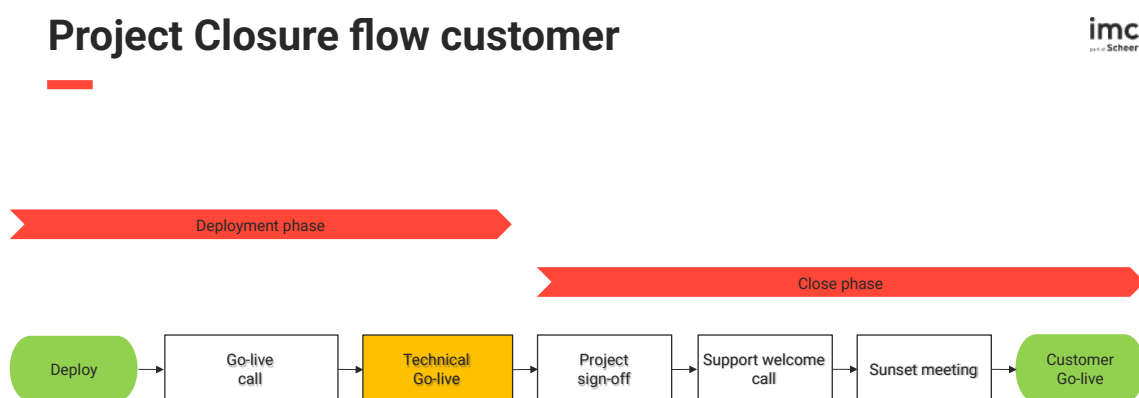 Project Closure flow customer
imc
part of Scheer
Deployment phase
Close phase
Deploy
Go-live
call
Technical
Go-live
Project
sign-off
Support welcome
call
Sunset meeting
Customer
Go-live